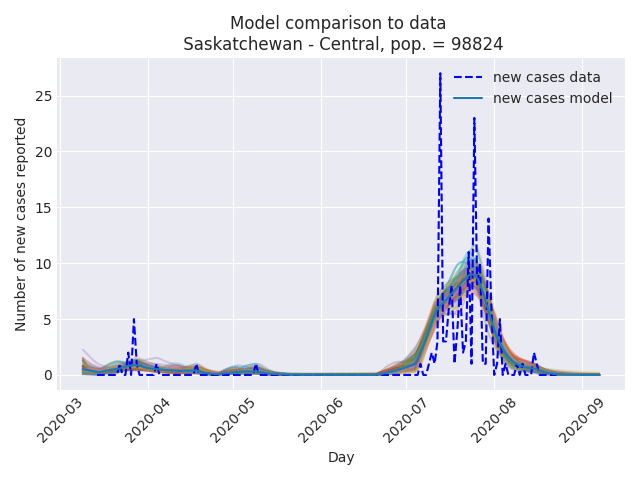 Model comparison to data
Saskatchewan - Central, pop. = 98824
new cases data
new cases model
Number of new cases reported
25
20
15
10
5
0
2020-03
2020-04
2020-05
2020-06
2020-07
2020-08
2020-09
Day